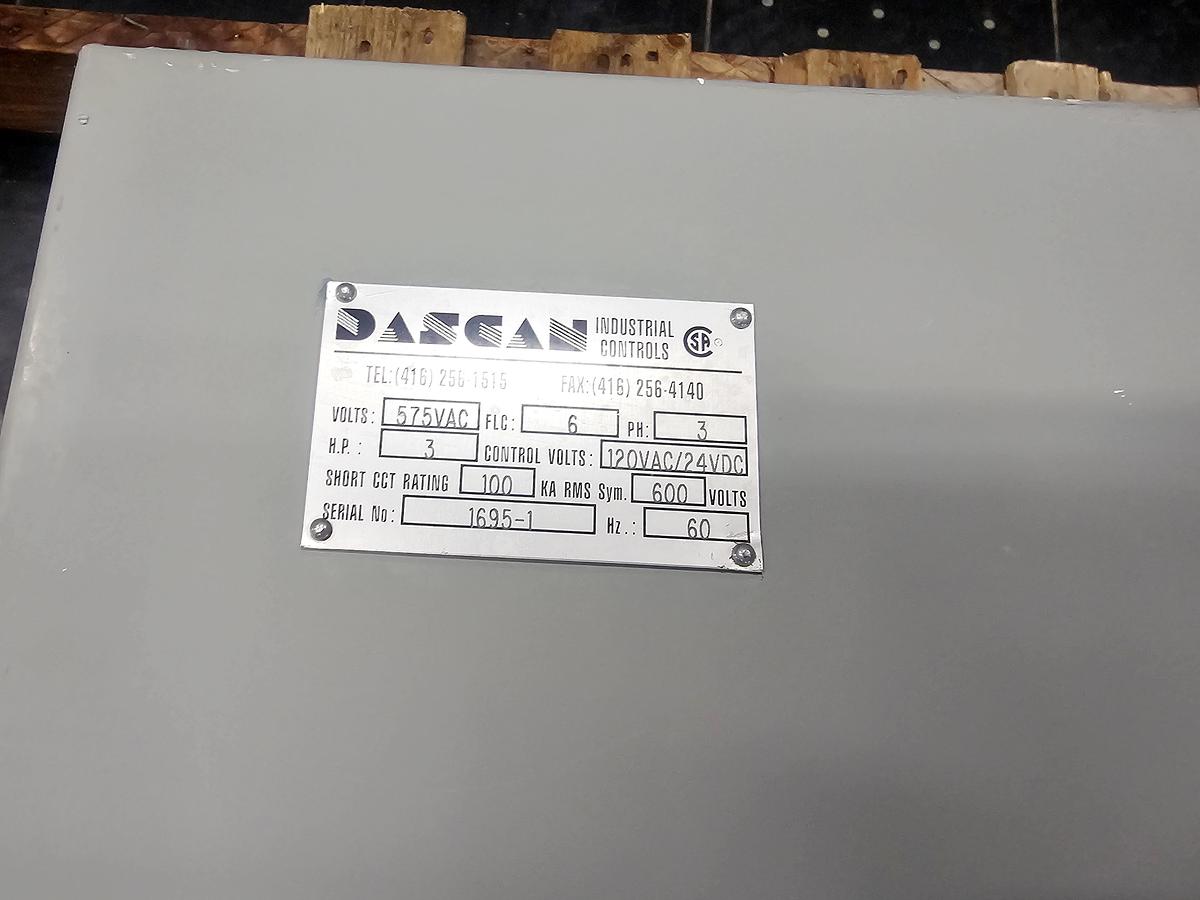 DASCAN INDUSTRIAL CONTROLS CSA
TEL:(416) 256-1515 FAX:(416) 256-4140
VOLTS: 575VAC FLC: 6 PH: 3
H.P.: 3 CONTROL VOLTS: 120VAC/24VDC
SHORT CCT RATING 100 KA RMS Sym. 600 VOLTS
SERIAL No: 1695-1 Hz.: 60